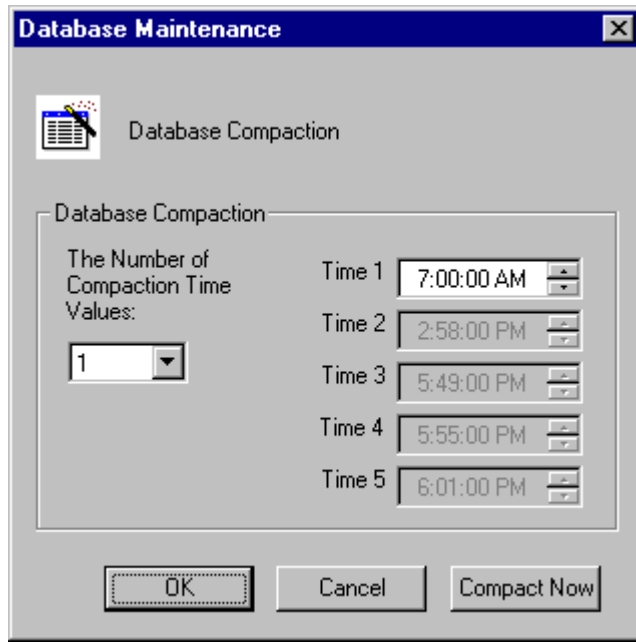 Database Maintenance
Database Compaction
Database Compaction
The Number of
Compaction Time
Values:
1
Time 1 7:00:00 AM
Time 2 2:58:00 PM
Time 3 5:49:00 PM
Time 4 5:55:00 PM
Time 5 6:01:00 PM
OK Cancel Compact Now